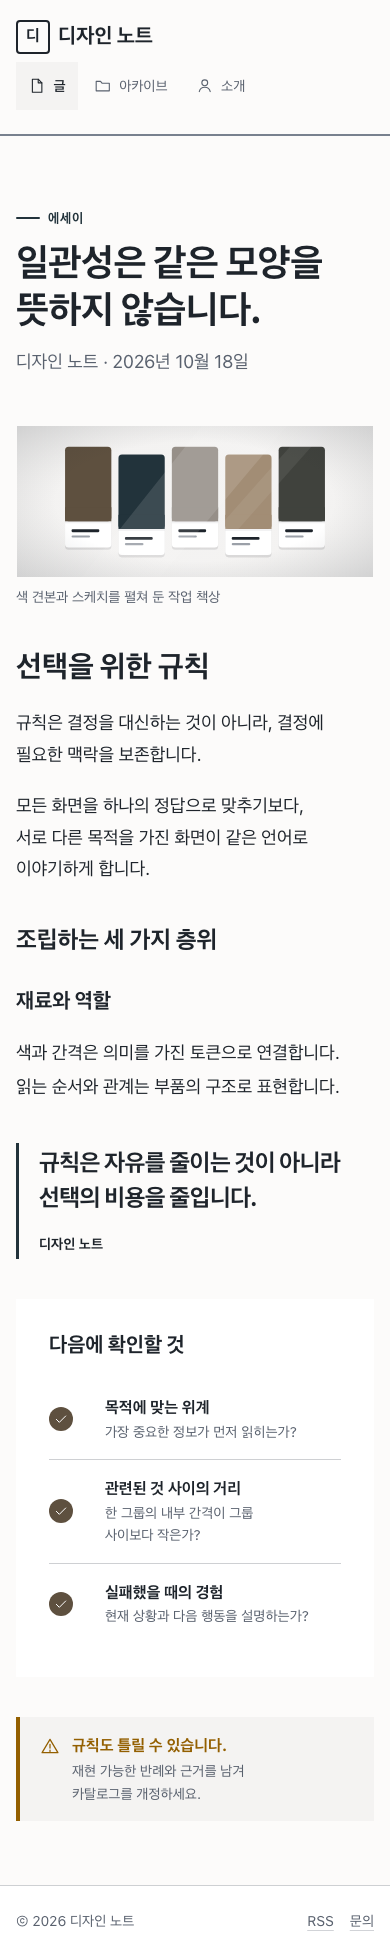 디 디자인 노트
글 아카이브 소개
에세이
일관성은 같은 모양을
뜻하지 않습니다.
디자인 노트 · 2026년 10월 18일
색 견본과 스케치를 펼쳐 둔 작업 책상
선택을 위한 규칙
규칙은 결정을 대신하는 것이 아니라, 결정에
필요한 맥락을 보존합니다.
모든 화면을 하나의 정답으로 맞추기보다,
서로 다른 목적을 가진 화면이 같은 언어로
이야기하게 합니다.
조립하는 세 가지 층위
재료와 역할
색과 간격은 의미를 가진 토큰으로 연결합니다.
읽는 순서와 관계는 부품의 구조로 표현합니다.
규칙은 자유를 줄이는 것이 아니라
선택의 비용을 줄입니다.
디자인 노트
다음에 확인할 것
목적에 맞는 위계
가장 중요한 정보가 먼저 읽히는가?
관련된 것 사이의 거리
한 그룹의 내부 간격이 그룹
사이보다 작은가?
실패했을 때의 경험
현재 상황과 다음 행동을 설명하는가?
규칙도 틀릴 수 있습니다.
재현 가능한 반례와 근거를 남겨
카탈로그를 개정하세요.
© 2026 디자인 노트 RSS 문의